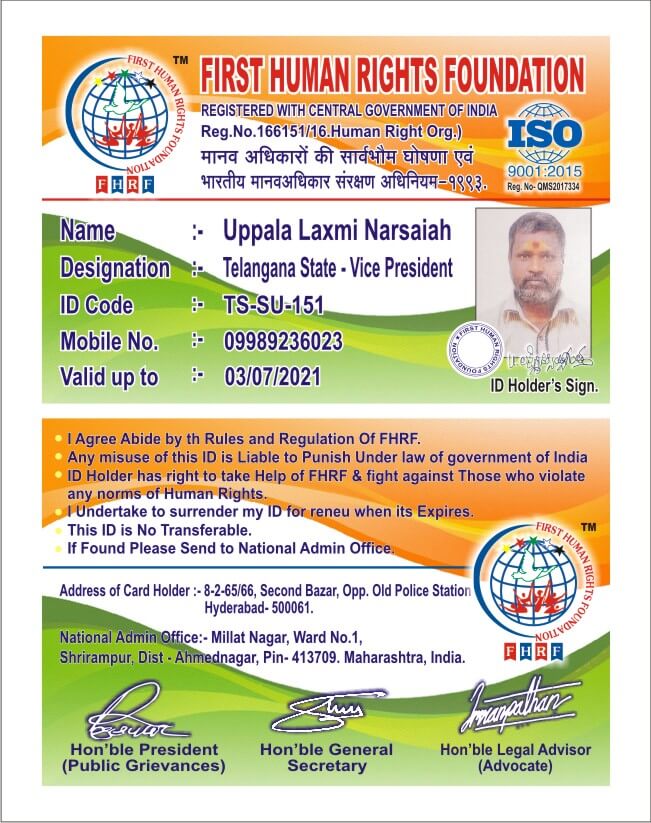 FIRST HUMAN RIGHTS FOUNDATION
TM
FHRF
FIRST HUMAN RIGHTS FOUNDATION
REGISTERED WITH CENTRAL GOVERNMENT OF INDIA
Reg.No.166151/16.Human Right Org.)
मानव अधिकारों की सार्वभौम घोषणा एवं
भारतीय मानवअधिकार संरक्षण अधिनियम-१९९३.
ISO
9001:2015
Reg. No- QMS2017334
Name :- Uppala Laxmi Narsaiah
Designation :- Telangana State - Vice President
ID Code :- TS-SU-151
Mobile No. :- 09989236023
Valid up to :- 03/07/2021
FIRST HUMAN RIGHTS FOUNDATION
ID Holder's Sign.
I Agree Abide by th Rules and Regulation Of FHRF.
Any misuse of this ID is Liable to Punish Under law of government of India
ID Holder has right to take Help of FHRF & fight against Those who violate
any norms of Human Rights.
I Undertake to surrender my ID for reneu when its Expires.
This ID is No Transferable.
If Found Please Send to National Admin Office.
FIRST HUMAN RIGHTS FOUNDATION
TM
FHRF
Address of Card Holder :- 8-2-65/66, Second Bazar, Opp. Old Police Station
Hyderabad- 500061.
National Admin Office:- Millat Nagar, Ward No.1,
Shrirampur, Dist - Ahmednagar, Pin- 413709. Maharashtra, India.
Hon'ble President
(Public Grievances)
Hon'ble General
Secretary
Hon'ble Legal Advisor
(Advocate)